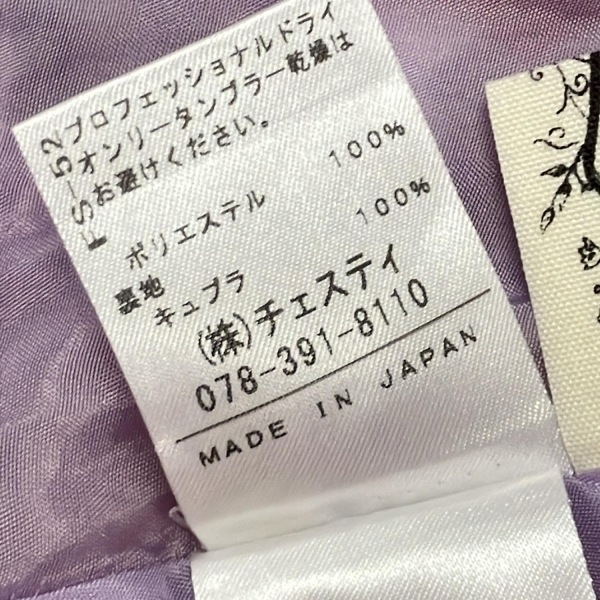 FS-52
プロフェッショナルドライ
オンリータンブラー乾燥は
お避けください。
ポリエステル 100%
裏地
キュプラ 100%
(株)チェスティ
078-391-8110
MADE IN JAPAN